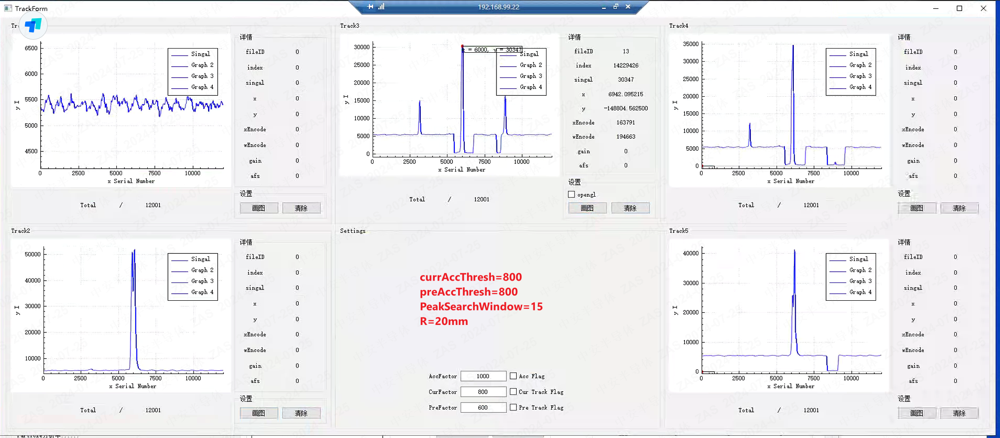 TrackForm
192.168.99.22
Tr
6500
6000
5500
5000
4500
y I
0
2500
5000
7500
10000
x Serial Number
Singal
Graph 2
Graph 3
Graph 4
Total / 12001
详情
fileID 0
index 0
singal 0
x 0
y 0
xEncode 0
wEncode 0
gain 0
afs 0
设置
画图 清除
Track3
30000
25000
20000
15000
10000
5000
0
y I
0
2500
5000
7500
10000
x Serial Number
x = 6000, y = 30347
Singal
Graph 2
Graph 3
Graph 4
Total / 12001
详情
fileID 13
index 14229426
singal 30347
x 6942.095215
y -148804.562500
xEncode 163791
wEncode 194663
gain 0
afs 0
设置
opengl
画图 清除
Track4
35000
30000
25000
20000
15000
10000
5000
0
y I
0
2500
5000
7500
10000
x Serial Number
Singal
Graph 2
Graph 3
Graph 4
Total / 12001
详情
fileID 0
index 0
singal 0
x 0
y 0
xEncode 0
wEncode 0
gain 0
afs 0
设置
画图 清除
Track2
50000
40000
30000
20000
10000
y I
0
2500
5000
7500
10000
x Serial Number
Singal
Graph 2
Graph 3
Graph 4
Total / 12001
详情
fileID 0
index 0
singal 0
x 0
y 0
xEncode 0
wEncode 0
gain 0
afs 0
设置
画图 清除
Settings
currAccThresh=800
preAccThresh=800
PeakSearchWindow=15
R=20mm
AccFactor 1000 Acc Flag
CurFactor 800 Cur Track Flag
PreFactor 600 Pre Track Flag
Track5
40000
30000
20000
10000
0
y I
0
2500
5000
7500
10000
x Serial Number
Singal
Graph 2
Graph 3
Graph 4
Total / 12001
详情
fileID 0
index 0
singal 0
x 0
y 0
xEncode 0
wEncode 0
gain 0
afs 0
设置
画图 清除